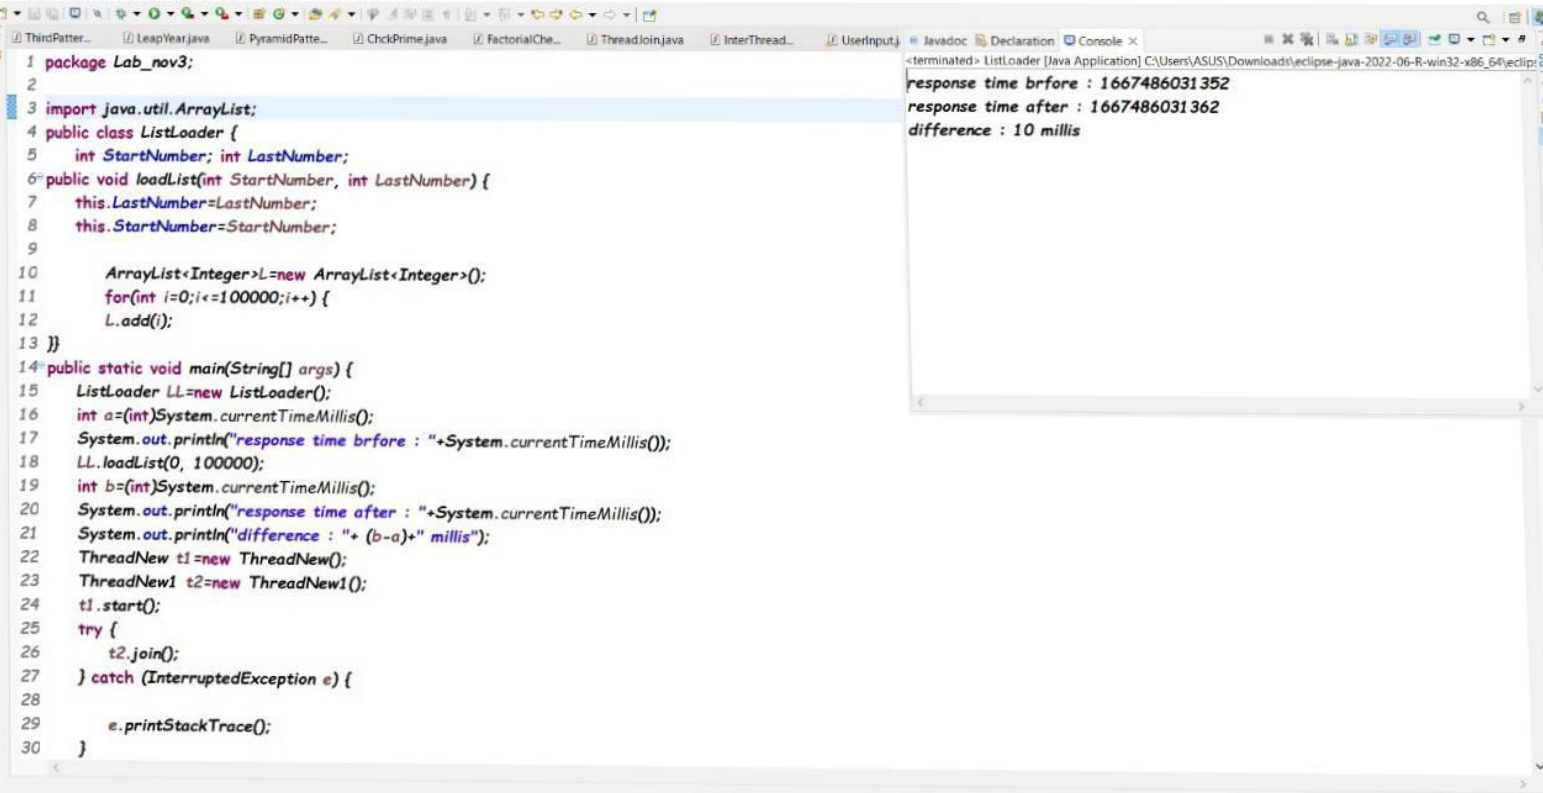 ThirdPatter...
LeapYear.java
PyramidPatte...
ChckPrime.java
FactorialChe...
ThreadJoin.java
InterThread...
UserInput.j
Javadoc
Declaration
Console ×
<terminated> ListLoader [Java Application] C:\Users\ASUS\Downloads\eclipse-java-2022-06-R-win32-x86_64\eclips
1 package Lab_nov3;
2
3 import java.util.ArrayList;
4 public class ListLoader {
5 int StartNumber; int LastNumber;
6 public void loadList(int StartNumber, int LastNumber) {
7 this.LastNumber=LastNumber;
8 this.StartNumber=StartNumber;
9
10 ArrayList<Integer>L=new ArrayList<Integer>();
11 for(int i=0;i<=100000;i++) {
12 L.add(i);
13 }}
14 public static void main(String[] args) {
15 ListLoader LL=new ListLoader();
16 int a=(int)System.currentTimeMillis();
17 System.out.println("response time brfore : "+System.currentTimeMillis());
18 LL.loadList(0, 100000);
19 int b=(int)System.currentTimeMillis();
20 System.out.println("response time after : "+System.currentTimeMillis());
21 System.out.println("difference : "+ (b-a)+" millis");
22 ThreadNew t1=new ThreadNew();
23 ThreadNew1 t2=new ThreadNew1();
24 t1.start();
25 try {
26 t2.join();
27 } catch (InterruptedException e) {
28
29 e.printStackTrace();
30 }
response time brfore : 1667486031352
response time after : 1667486031362
difference : 10 millis